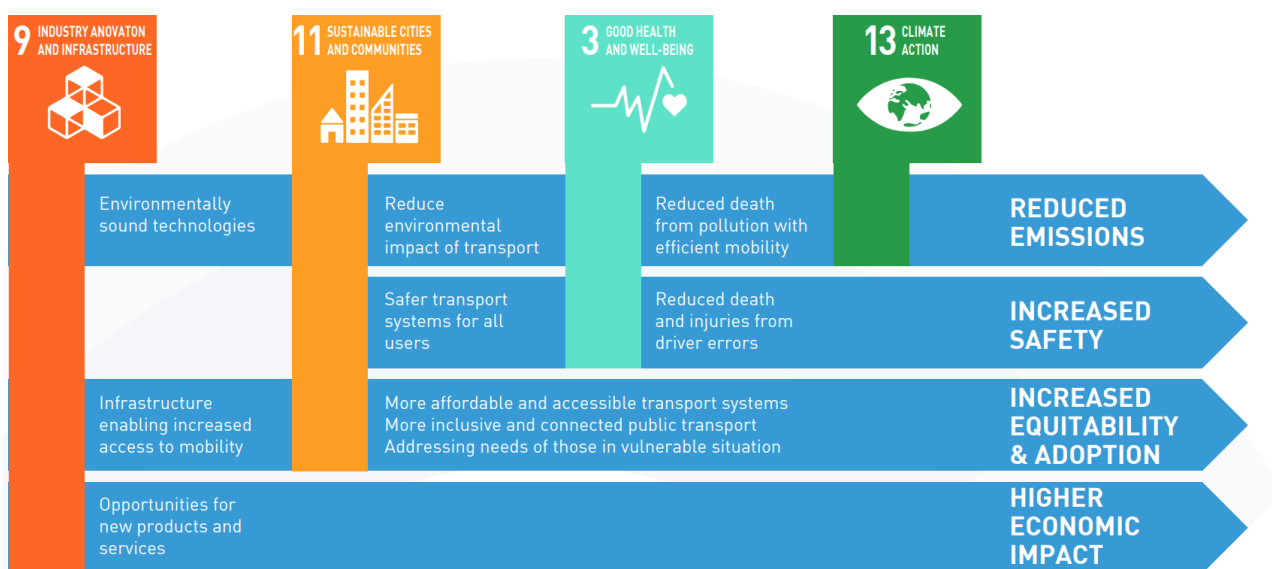 9 INDUSTRY ANOVATON
AND INFRASTRUCTURE
11 SUSTAINABLE CITIES
AND COMMUNITIES
3 GOOD HEALTH
AND WELL-BEING
13 CLIMATE
ACTION
Environmentally
sound technologies
Reduce
environmental
impact of transport
Reduced death
from pollution with
efficient mobility
REDUCED
EMISSIONS
Safer transport
systems for all
users
Reduced death
and injuries from
driver errors
INCREASED
SAFETY
Infrastructure
enabling increased
access to mobility
More affordable and accessible transport systems
More inclusive and connected public transport
Addressing needs of those in vulnerable situation
INCREASED
EQUITABILITY
& ADOPTION
Opportunities for
new products and
services
HIGHER
ECONOMIC
IMPACT